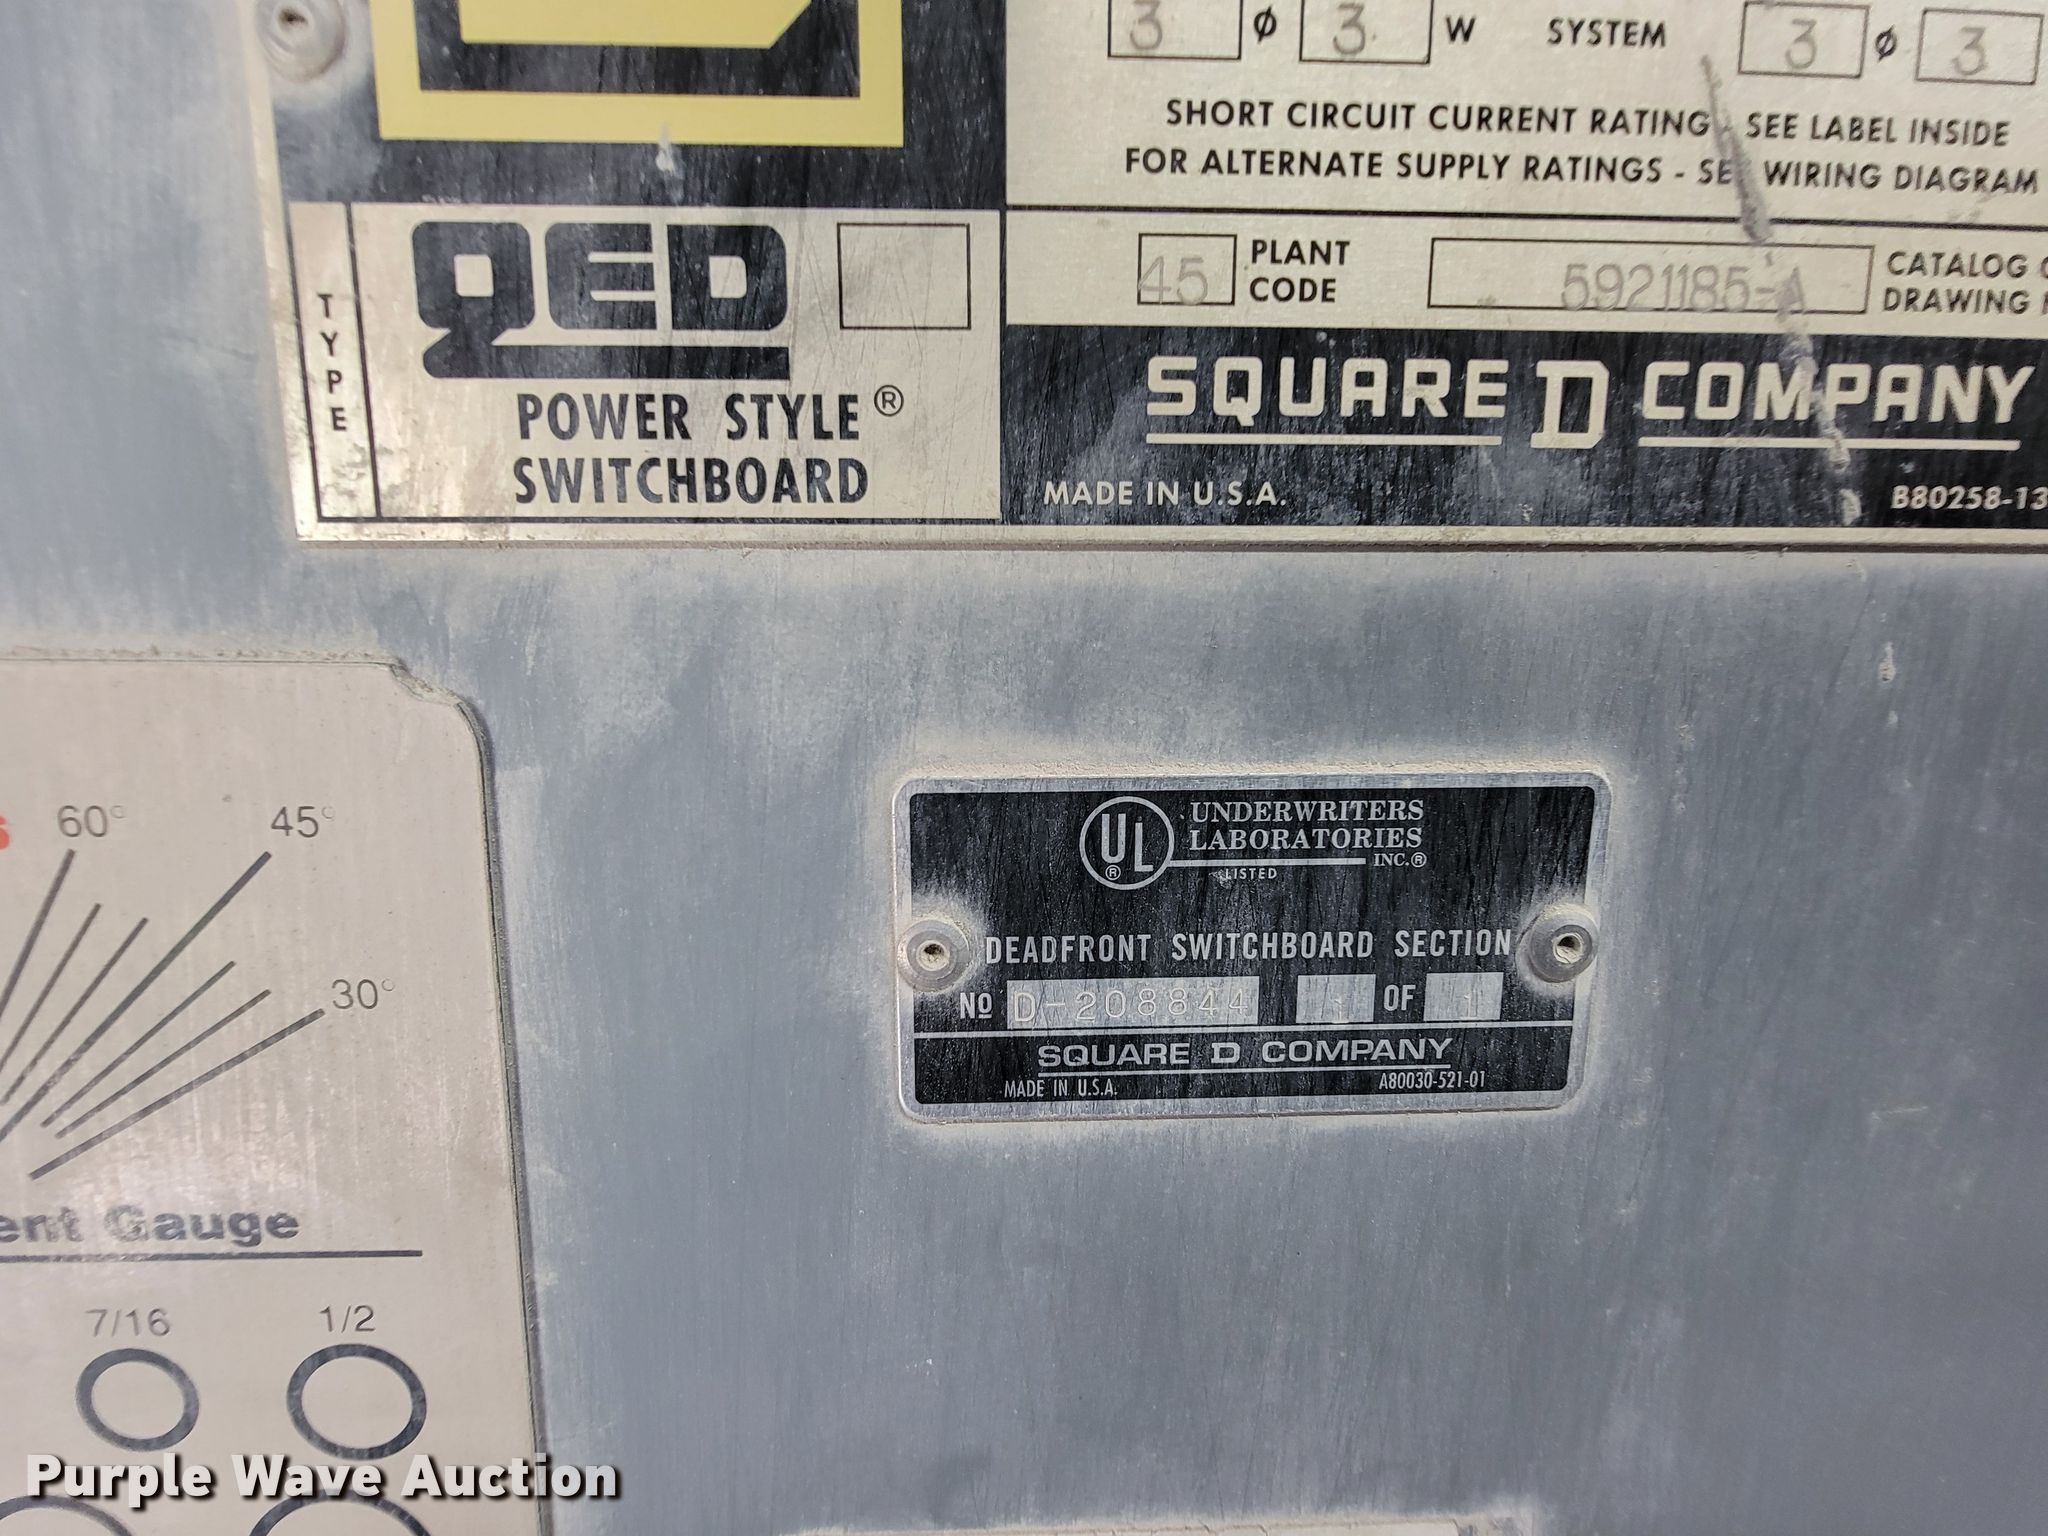 3 Ø 3 W SYSTEM 3 Ø 3
SHORT CIRCUIT CURRENT RATING - SEE LABEL INSIDE
FOR ALTERNATE SUPPLY RATINGS - SEE WIRING DIAGRAM
TYPE
QED
POWER STYLE®
SWITCHBOARD
45 PLANT CODE
5921185-A CATALOG
DRAWING
SQUARE D COMPANY
MADE IN U.S.A. B80258-13
60° 45°
30°
Gauge
7/16 1/2
UL ® UNDERWRITERS
LABORATORIES
INC.®
LISTED
DEADFRONT SWITCHBOARD SECTION
No D-208844 1 OF 1
SQUARE D COMPANY
MADE IN U.S.A. A80030-521-01
Purple Wave Auction